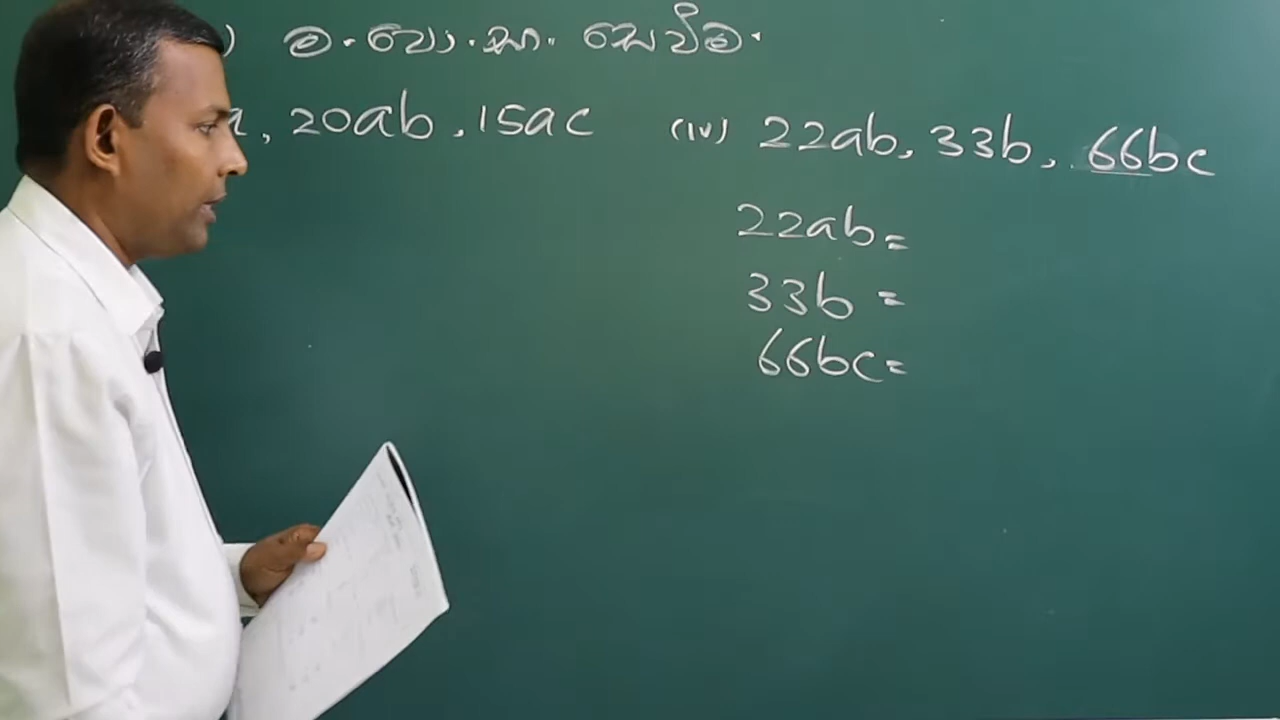 ) ම. පො. සා. සෙවීම.
a, 20ab, 15ac (iv) 22ab, 33b, 66bc
22ab =
33b =
66bc =